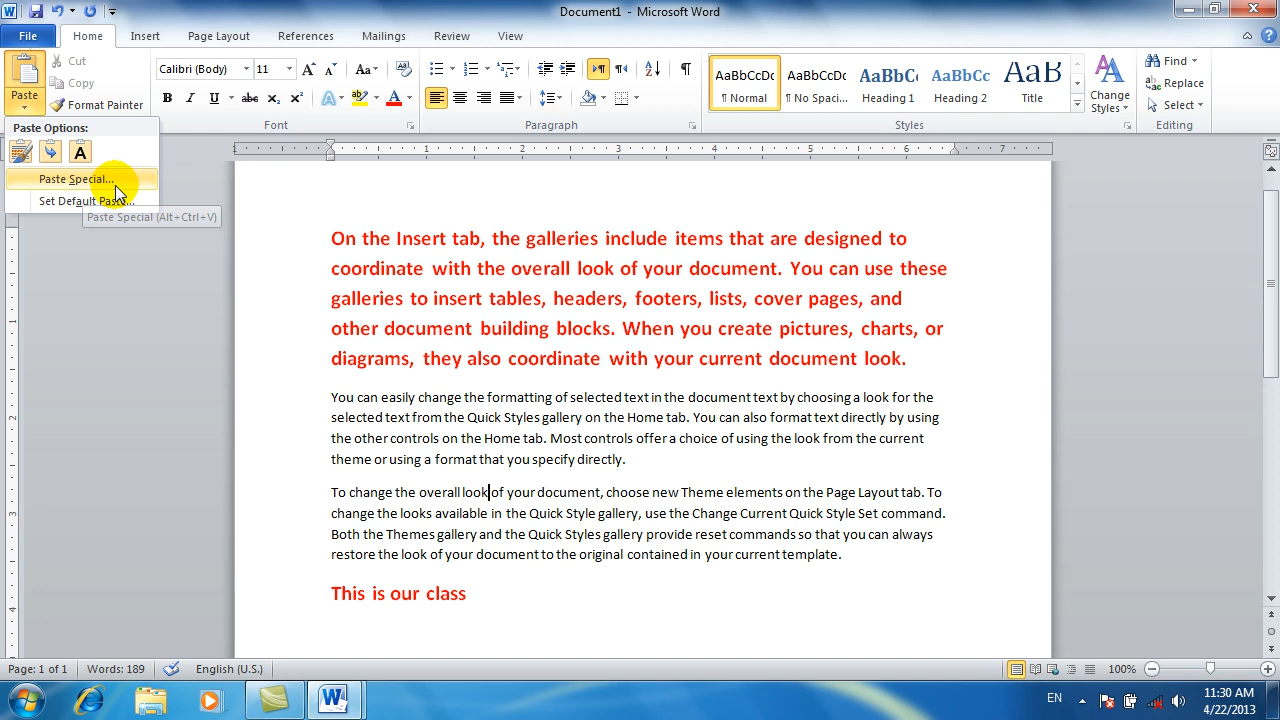 Document1 - Microsoft Word
File Home Insert Page Layout References Mailings Review View
Paste
Cut
Copy
Format Painter
Calibri (Body) 11
Font
Paragraph
AaBbCcDc AaBbCcDc AaBbCc AaBbCc AaB
¶ Normal ¶ No Spaci... Heading 1 Heading 2 Title
Change
Styles
Styles
Find
Replace
Select
Editing
Paste Options:
Paste Special...
Set Default Paste...
Paste Special (Alt+Ctrl+V)
On the Insert tab, the galleries include items that are designed to
coordinate with the overall look of your document. You can use these
galleries to insert tables, headers, footers, lists, cover pages, and
other document building blocks. When you create pictures, charts, or
diagrams, they also coordinate with your current document look.
You can easily change the formatting of selected text in the document text by choosing a look for the
selected text from the Quick Styles gallery on the Home tab. You can also format text directly by using
the other controls on the Home tab. Most controls offer a choice of using the look from the current
theme or using a format that you specify directly.
To change the overall look of your document, choose new Theme elements on the Page Layout tab. To
change the looks available in the Quick Style gallery, use the Change Current Quick Style Set command.
Both the Themes gallery and the Quick Styles gallery provide reset commands so that you can always
restore the look of your document to the original contained in your current template.
This is our class
Page: 1 of 1 Words: 189 English (U.S.) 100%
EN
11:30 AM
4/22/2013